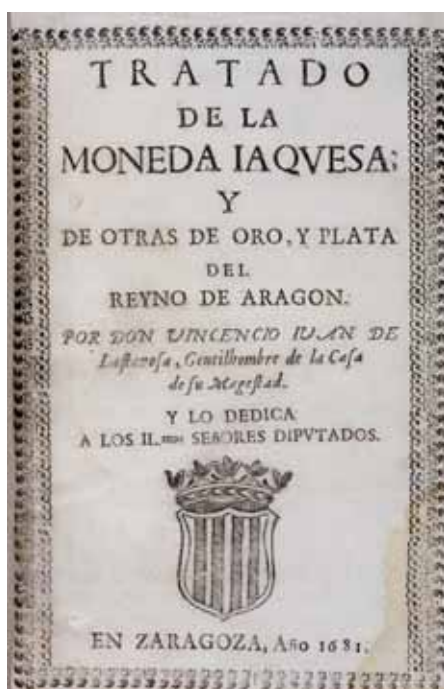 TRATADO
DE LA
MONEDA IAQVESA;
Y
DE OTRAS DE ORO, Y PLATA
DEL
REYNO DE ARAGON.
POR DON VINCENCIO IVAN DE
Lastanosa, Gentilhombre de la Casa
de su Magestad.
Y LO DEDICA
A LOS IL.mos SEÑORES DIPVTADOS.
EN ZARAGOZA, Año 1681.